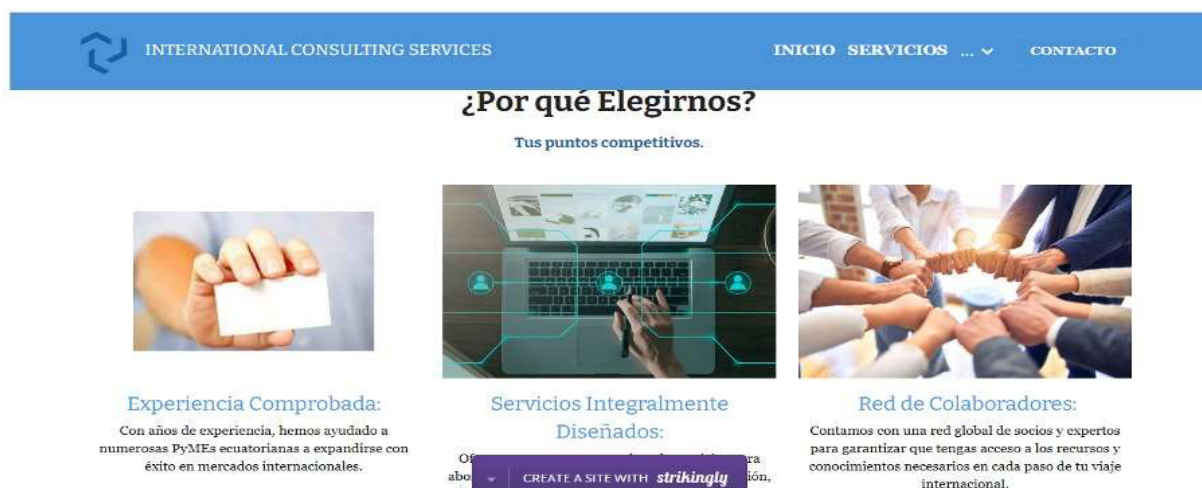 INTERNATIONAL CONSULTING SERVICES
INICIO SERVICIOS ... CONTACTO
¿Por qué Elegirnos?
Tus puntos competitivos.
Experiencia Comprobada:
Con años de experiencia, hemos ayudado a
numerosas PyMEs ecuatorianas a expandirse con
éxito en mercados internacionales.
Servicios Integralmente
Diseñados:
CREATE A SITE WITH strikingly
Red de Colaboradores:
Contamos con una red global de socios y expertos
para garantizar que tengas acceso a los recursos y
conocimientos necesarios en cada paso de tu viaje
internacional.